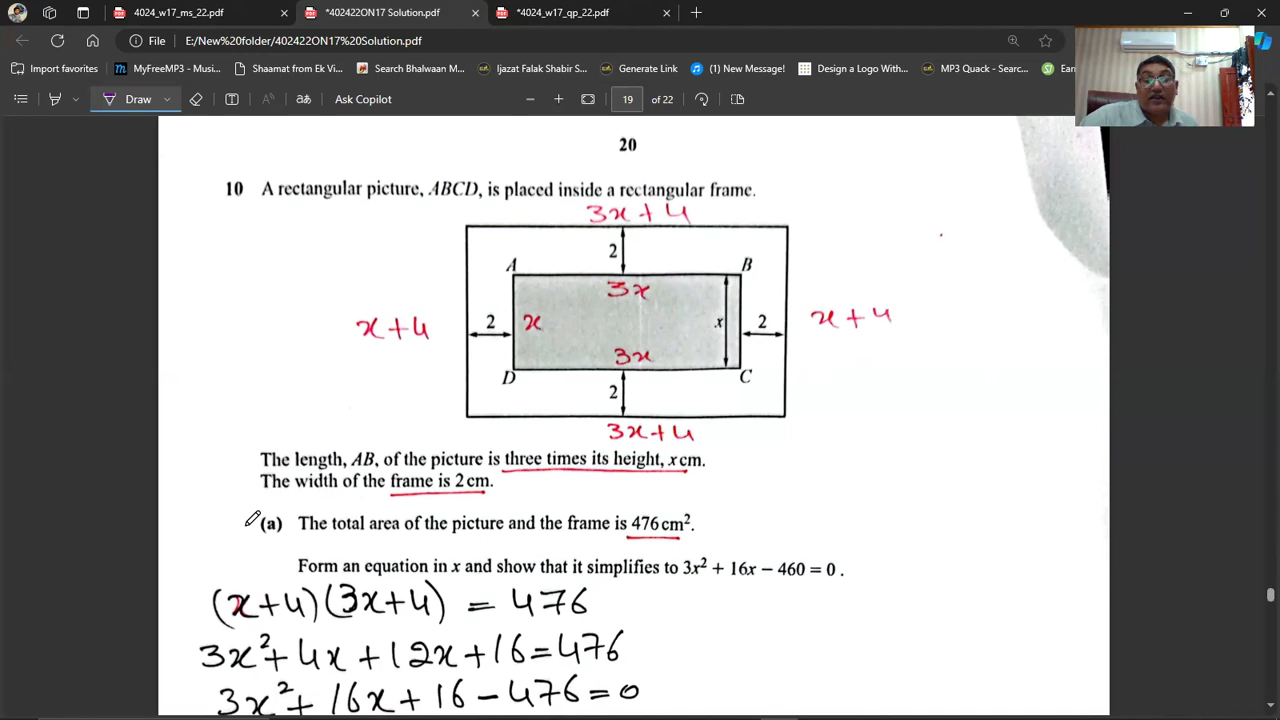 4024_w17_ms_22.pdf
*402422ON17 Solution.pdf
*4024_w17_qp_22.pdf
File E:/New%20folder/402422ON17%20Solution.pdf
Import favorites
MyFreeMP3 - Musi...
Shaamat from Ek Vi...
Search Bhalwaan M...
Ijazat Falak Shabir S...
Generate Link
(1) New Message!
Design a Logo With...
MP3 Quack - Searc...
Ear
Draw
aあ
Ask Copilot
19 of 22
20
10 A rectangular picture, ABCD, is placed inside a rectangular frame.
3x+4
2
A
B
3x
x+4
2
x
x
2
x+4
3x
D
C
2
3x+4
The length, AB, of the picture is three times its height, x cm.
The width of the frame is 2 cm.
(a) The total area of the picture and the frame is 476 cm².
Form an equation in x and show that it simplifies to 3x² + 16x − 460 = 0 .
(x+4)(3x+4) = 476
3x²+4x+12x+16=476
3x²+16x+16-476=0